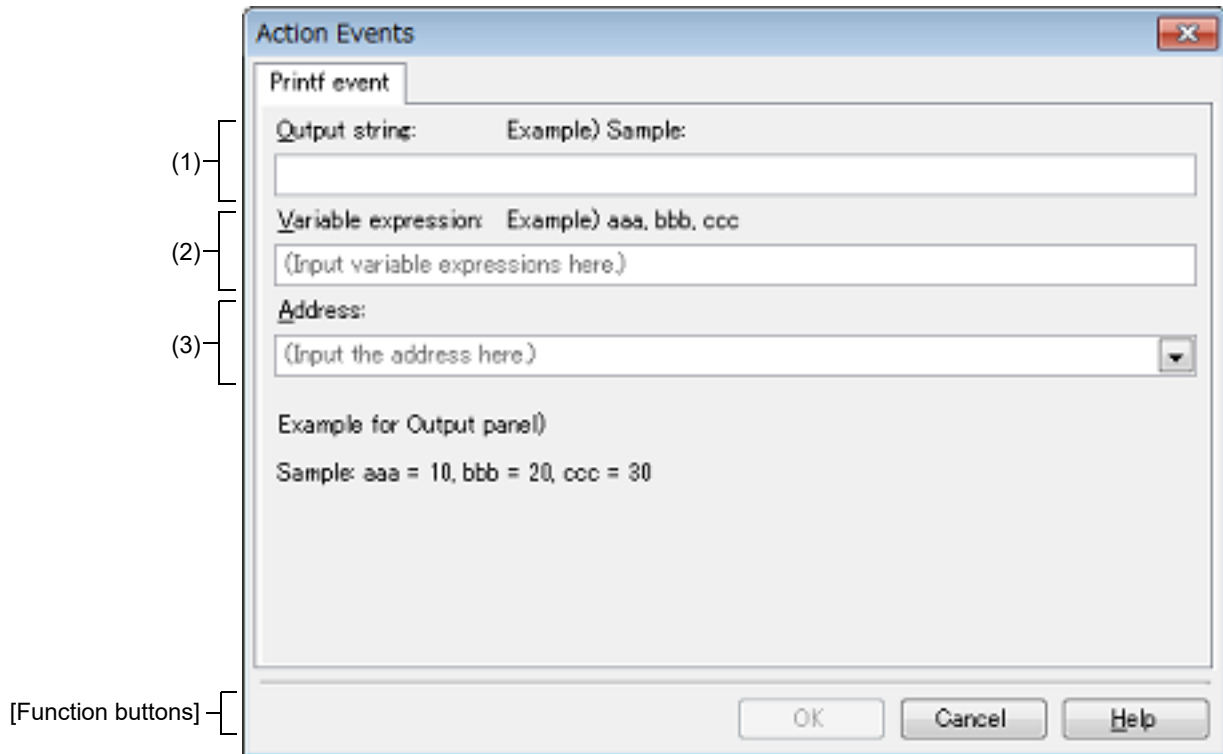 Action Events
Printf event
(1)
Output string: Example) Sample:
(2)
Variable expression: Example) aaa, bbb, ccc
(Input variable expressions here.)
(3)
Address:
(Input the address here.)
Example for Output panel)
Sample: aaa = 10, bbb = 20, ccc = 30
[Function buttons]
OK Cancel Help